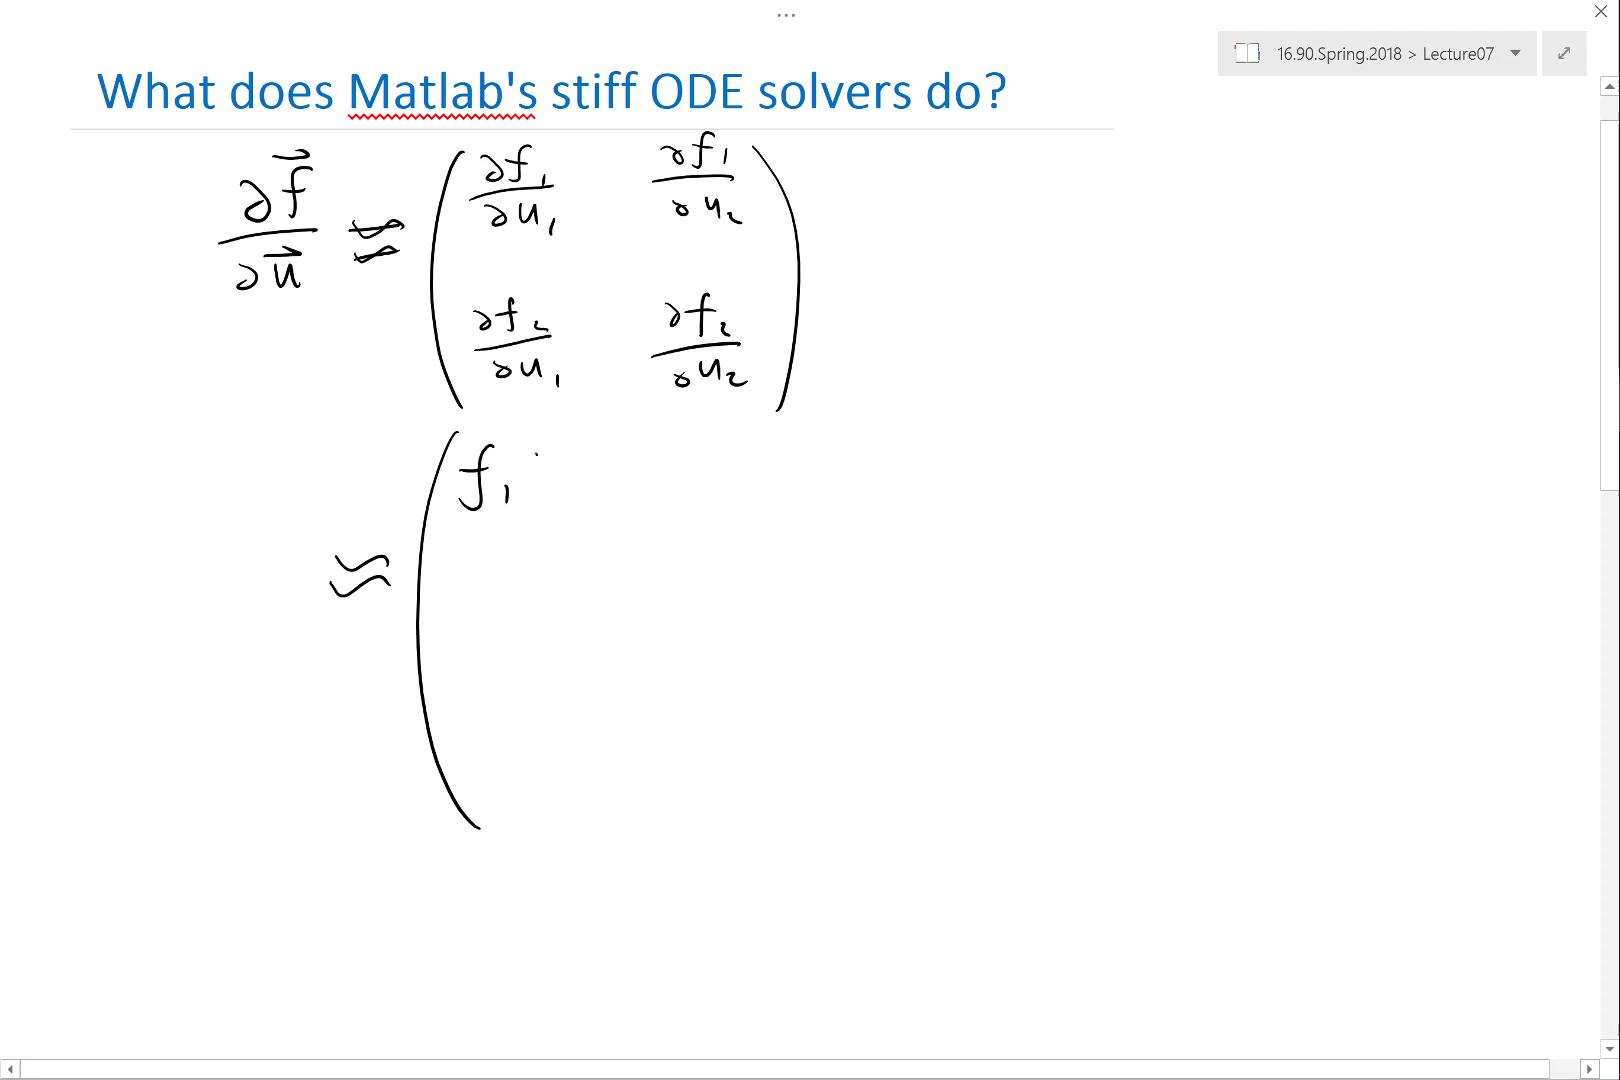 ...
16.90.Spring.2018 > Lecture07
What does Matlab's stiff ODE solvers do?
∂f⃗/∂u⃗ ≈ ( ∂f₁/∂u₁ ∂f₁/∂u₂
∂f₂/∂u₁ ∂f₂/∂u₂ )
≈ ( f₁